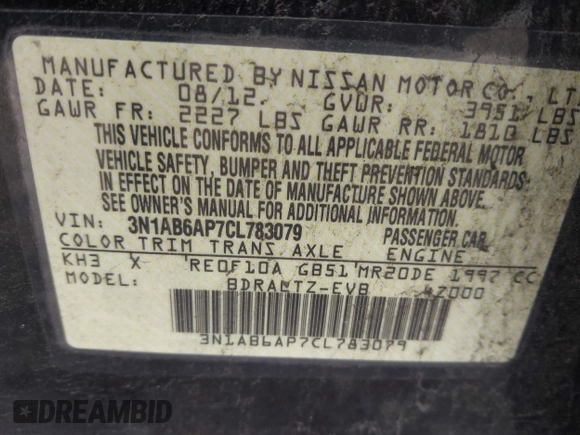 MANUFACTURED BY NISSAN MOTOR CO., LT
DATE: 08/12 GVWR: 3951 LBS
GAWR FR: 2227 LBS GAWR RR: 1810 LBS
THIS VEHICLE CONFORMS TO ALL APPLICABLE FEDERAL MOTOR
VEHICLE SAFETY, BUMPER AND THEFT PREVENTION STANDARDS
IN EFFECT ON THE DATE OF MANUFACTURE SHOWN ABOVE.
SEE OWNER'S MANUAL FOR ADDITIONAL INFORMATION.
VIN: 3N1AB6AP7CL783079 PASSENGER CAR
COLOR TRIM TRANS AXLE ENGINE
KH3 X RE0F10A GB51 MR20DE 1997 CC
MODEL: BDRALTZ-EVB 47000
3N1AB6AP7CL783079
DREAMBID